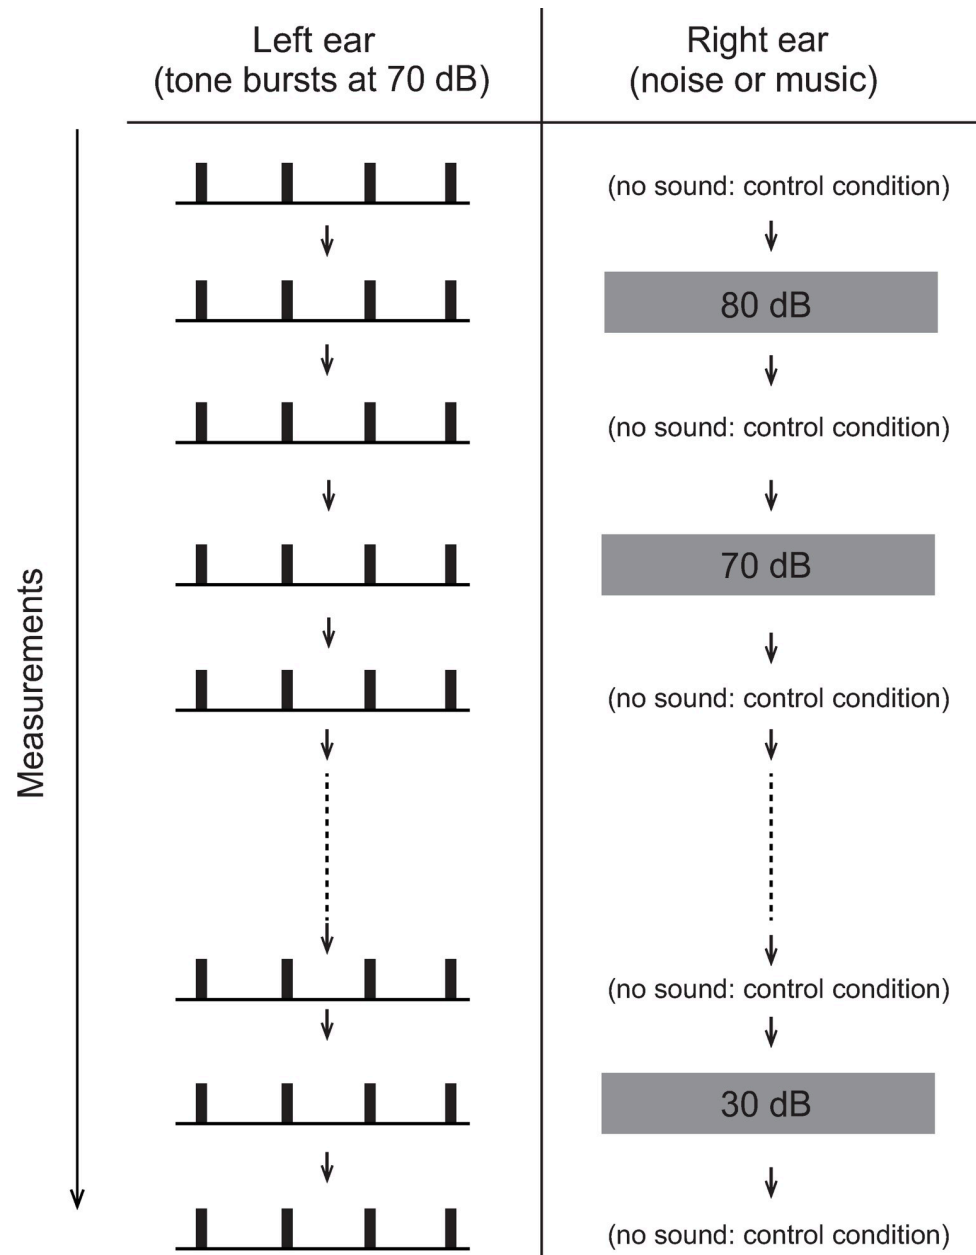 Left ear
(tone bursts at 70 dB)
Right ear
(noise or music)
Measurements
(no sound: control condition)
80 dB
(no sound: control condition)
70 dB
(no sound: control condition)
(no sound: control condition)
30 dB
(no sound: control condition)